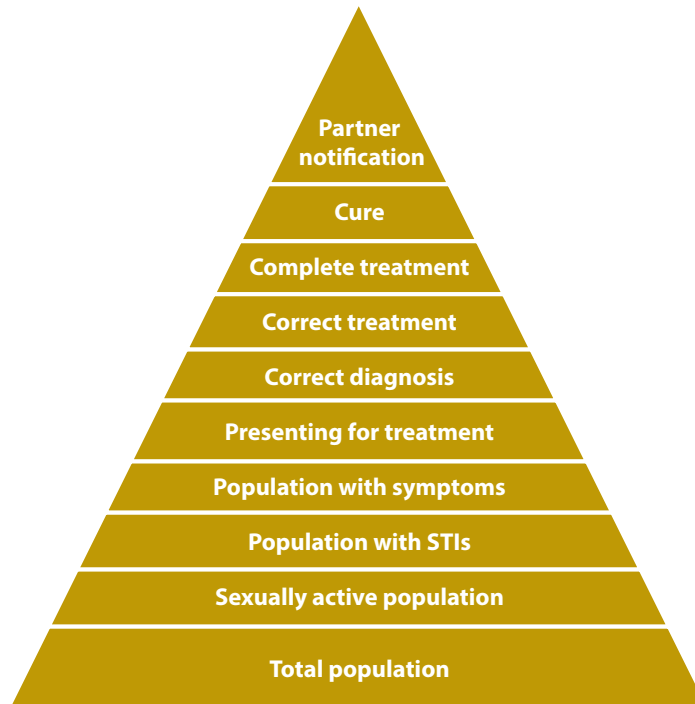 Partner
notification
Cure
Complete treatment
Correct treatment
Correct diagnosis
Presenting for treatment
Population with symptoms
Population with STIs
Sexually active population
Total population